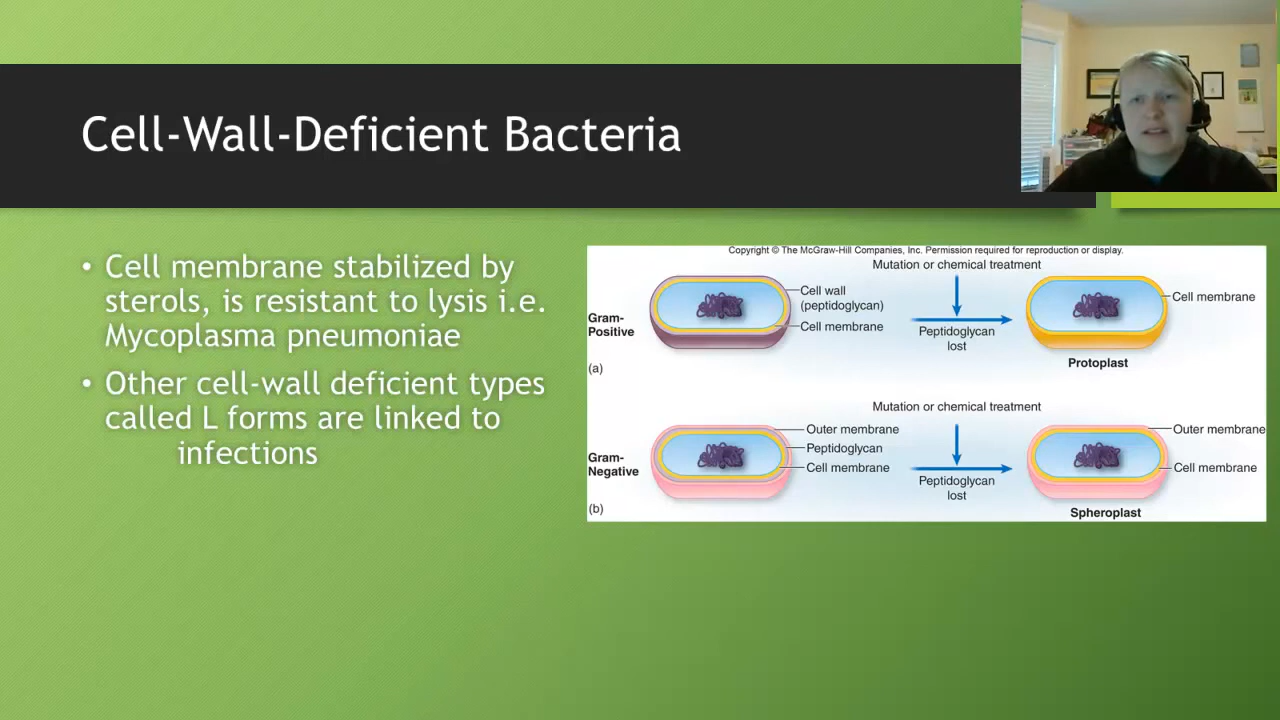 Cell-Wall-Deficient Bacteria
• Cell membrane stabilized by
sterols, is resistant to lysis i.e.
Mycoplasma pneumoniae
• Other cell-wall deficient types
called L forms are linked to
infections
Copyright © The McGraw-Hill Companies, Inc. Permission required for reproduction or display.
Mutation or chemical treatment
Gram-
Positive
Cell wall
(peptidoglycan)
Cell membrane
Peptidoglycan
lost
Cell membrane
Protoplast
(a)
Mutation or chemical treatment
Gram-
Negative
Outer membrane
Peptidoglycan
Cell membrane
Peptidoglycan
lost
Outer membrane
Cell membrane
Spheroplast
(b)